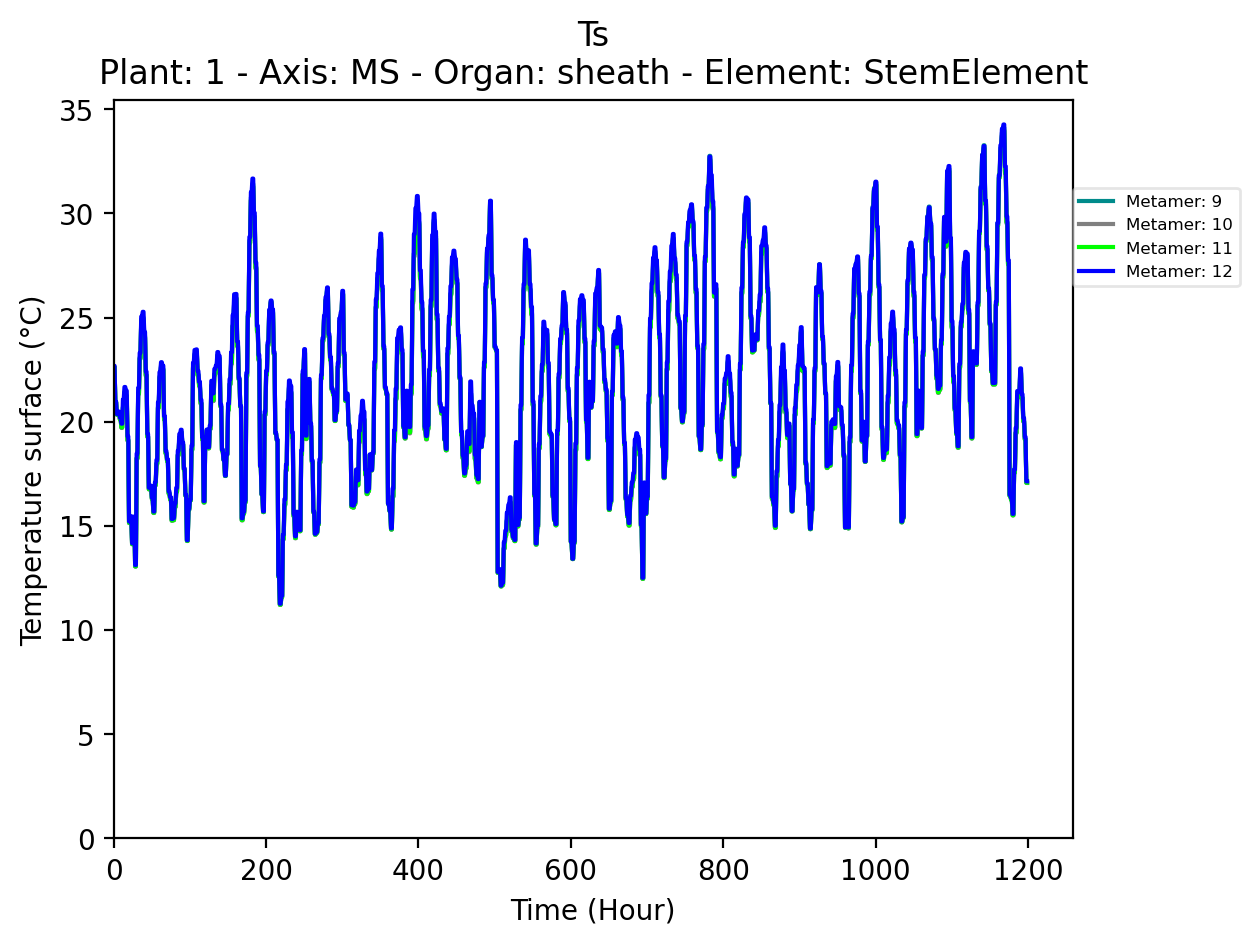 Ts
Plant: 1 - Axis: MS - Organ: sheath - Element: StemElement
35
30
25
20
15
10
5
0
Temperature surface (°C)
0 200 400 600 800 1000 1200
Time (Hour)
Metamer: 9
Metamer: 10
Metamer: 11
Metamer: 12